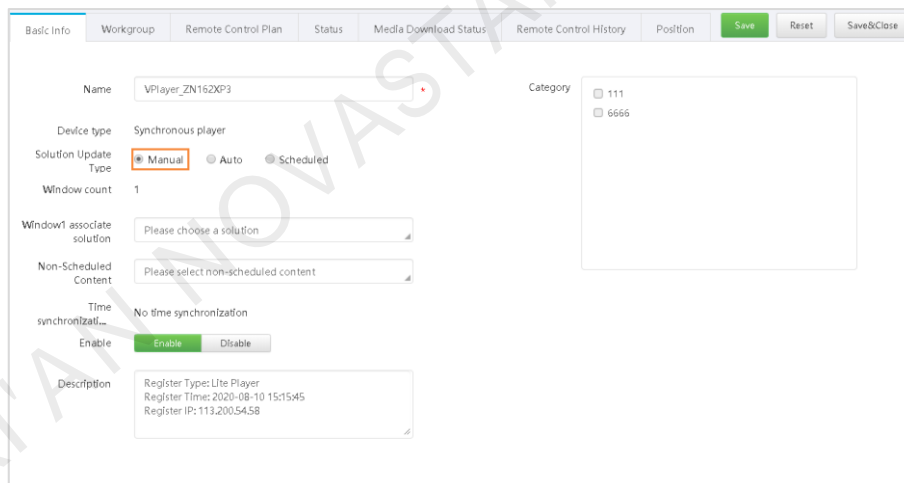 Basic Info Workgroup Remote Control Plan Status Media Download Status Remote Control History Position Save Reset Save&Close
Name VPlayer_ZN162XP3 *
Category
111
6666
Device type Synchronous player
Solution Update
Type
Manual Auto Scheduled
Window count 1
Window1 associate
solution
Please choose a solution
Non-Scheduled
Content
Please select non-scheduled content
Time
synchronizati...
No time synchronization
Enable Enable Disable
Description
Register Type: Lite Player
Register Time: 2020-08-10 15:15:45
Register IP: 113.200.54.58
AN NOVASTA